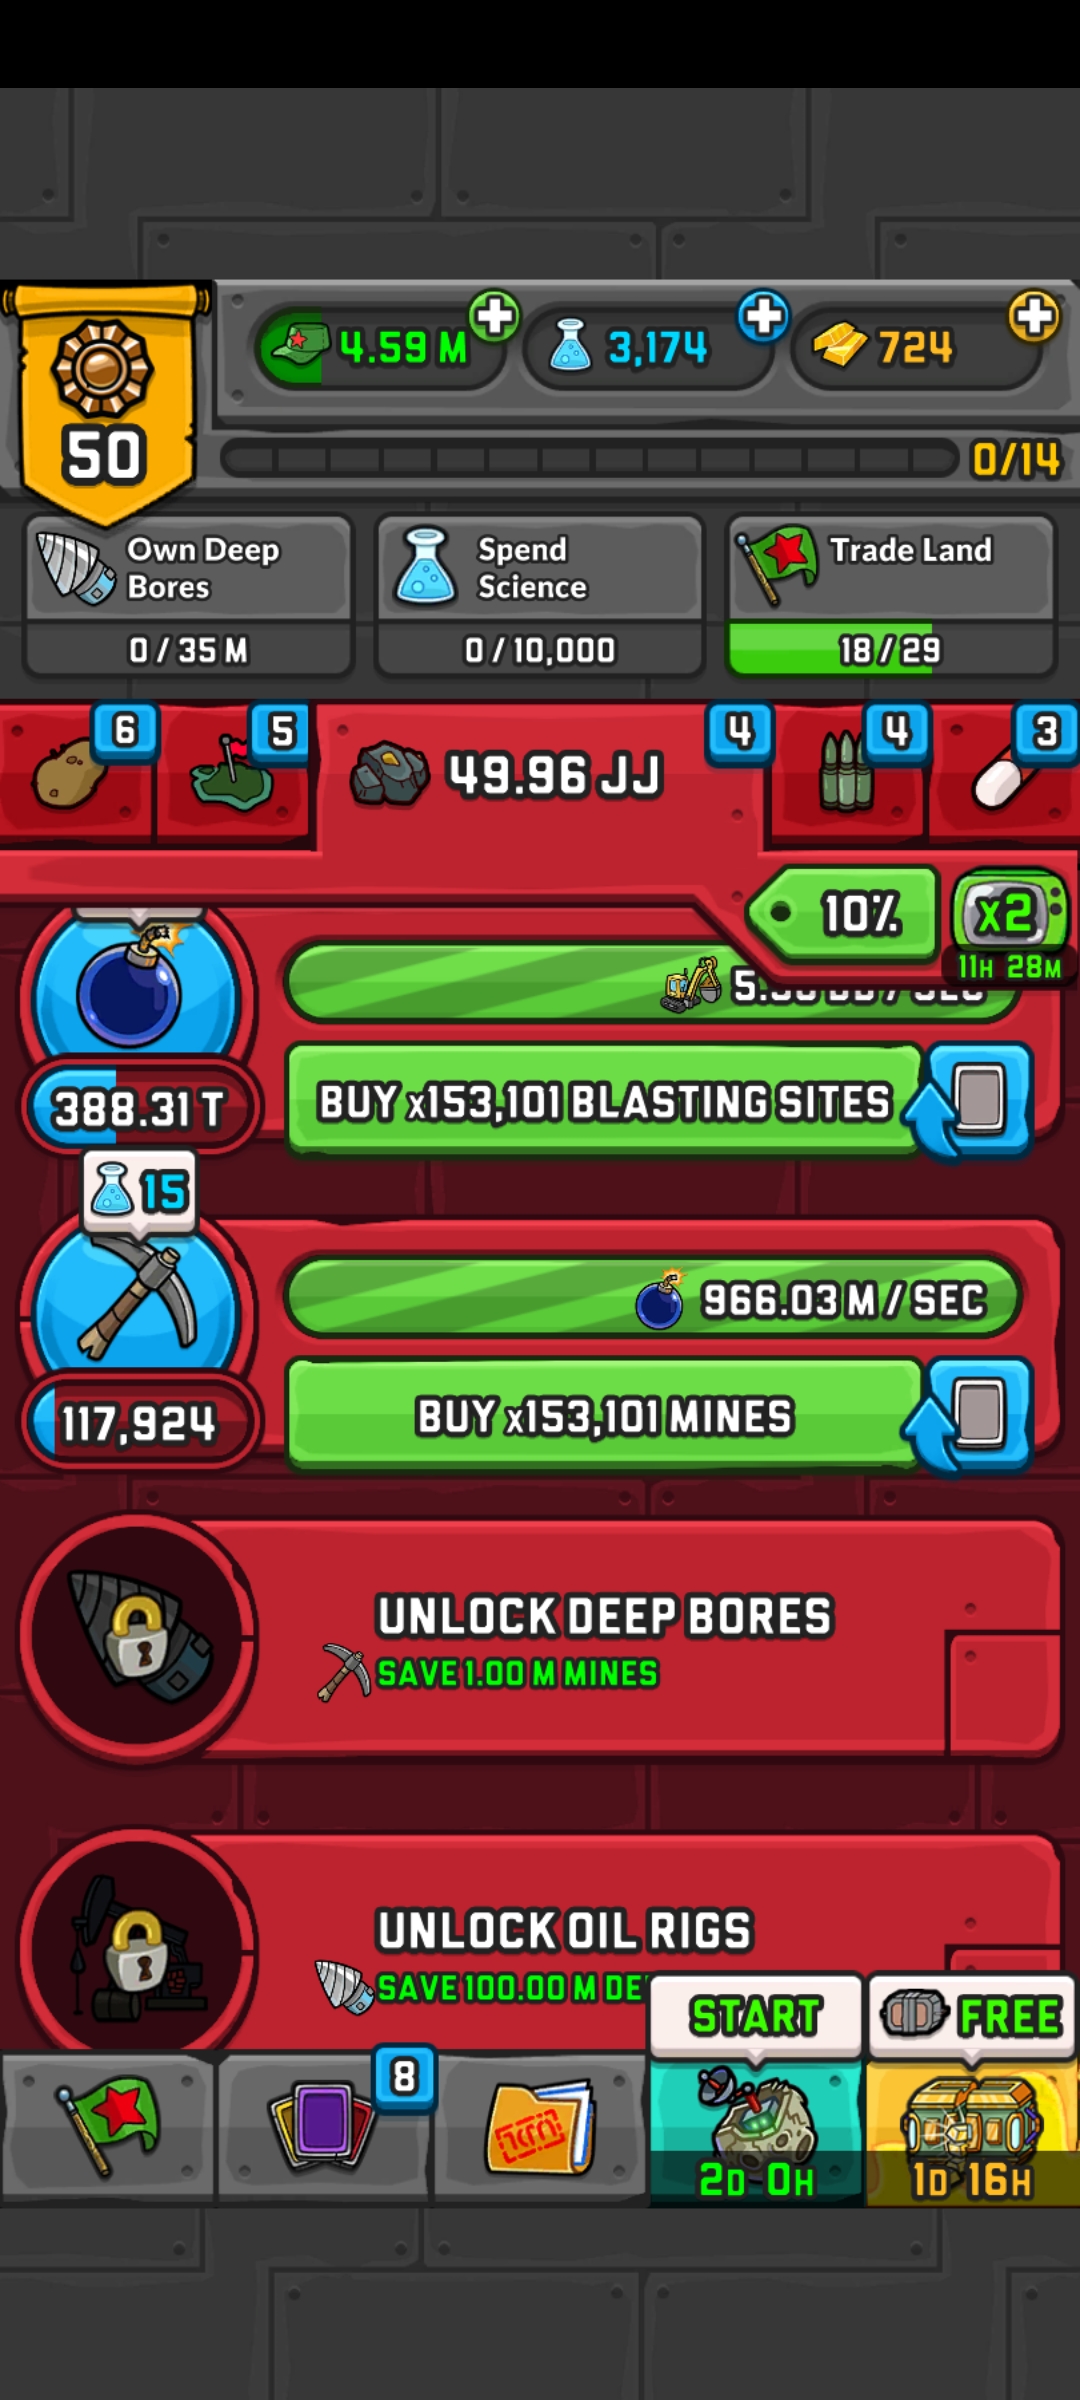 4.59 M
3,174
724
50
0/14
Own Deep
Bores
0 / 35 M
Spend
Science
0 / 10,000
Trade Land
18 / 29
6
5
49.96 JJ
4
4
3
10%
x2
11H 28M
388.31 T
BUY x153,101 BLASTING SITES
15
966.03 M / SEC
117,924
BUY x153,101 MINES
UNLOCK DEEP BORES
SAVE 1.00 M MINES
UNLOCK OIL RIGS
SAVE 100.00 M DE
START
FREE
8
2D 0H
1D 16H